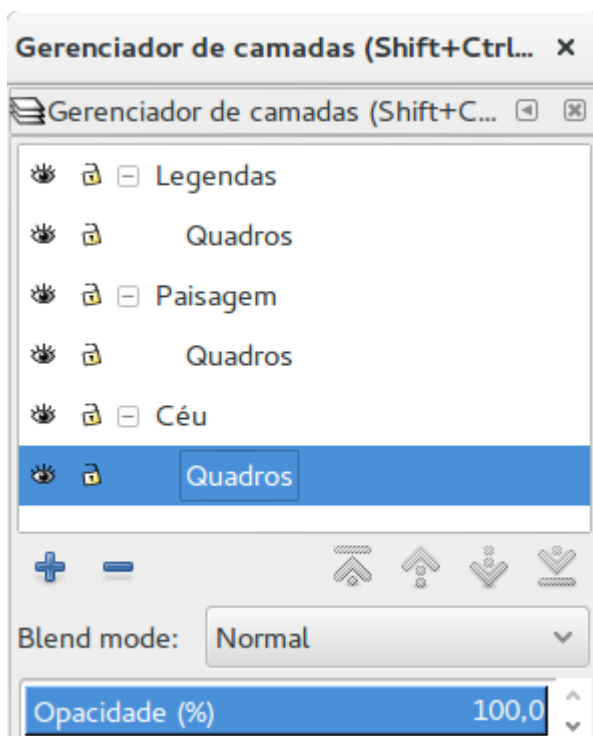 Gerenciador de camadas (Shift+Ctrl...
Gerenciador de camadas (Shift+C...
Legendas
Quadros
Paisagem
Quadros
Céu
Quadros
Blend mode: Normal
Opacidade (%) 100,0